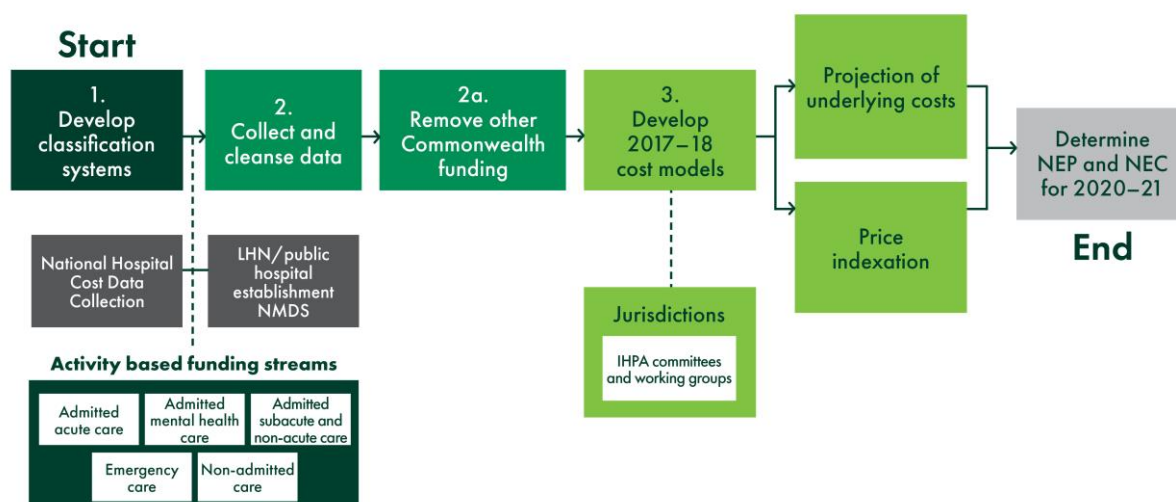 Start
1.
Develop
classification
systems
2.
Collect and
cleanse data
2a.
Remove other
Commonwealth
funding
3.
Develop
2017–18
cost models
Projection of
underlying costs
Price
indexation
Determine
NEP and NEC
for 2020–21
End
National Hospital
Cost Data
Collection
LHN/public
hospital
establishment
NMDS
Activity based funding streams
Admitted
acute care
Admitted
mental health
care
Admitted
subacute and
non-acute care
Emergency
care
Non-admitted
care
Jurisdictions
IHPA committees
and working groups